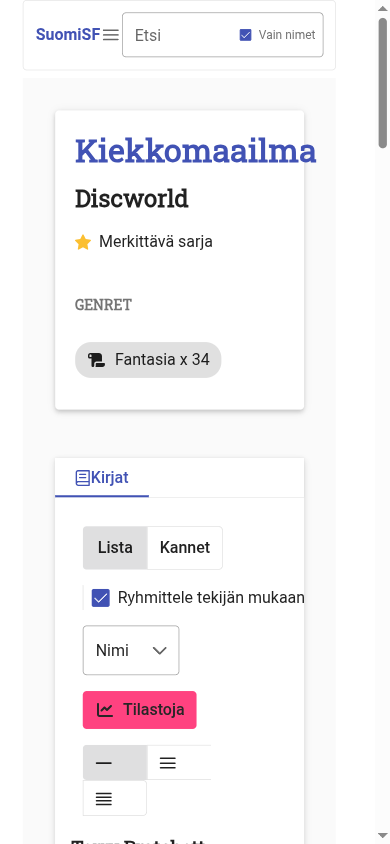 SuomiSF
Etsi
Vain nimet
Kiekkomaailma
Discworld
Merkittävä sarja
GENRET
Fantasia x 34
Kirjat
Lista
Kannet
Ryhmittele tekijän mukaan
Nimi
Tilastoja